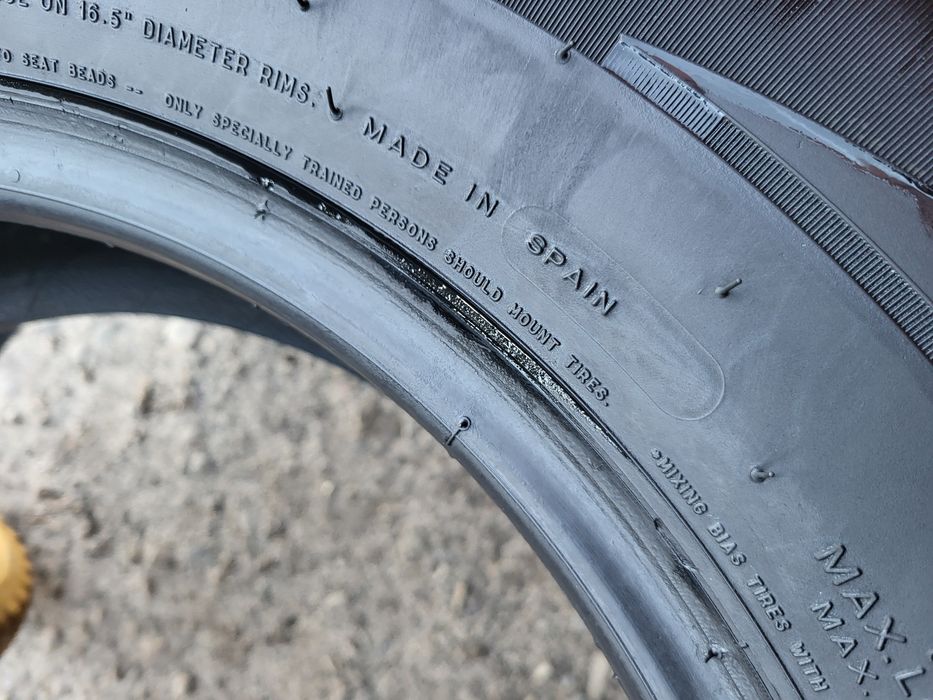 ON 16.5" DIAMETER RIMS.
MADE IN SPAIN
TO SEAT BEADS -- ONLY SPECIALLY TRAINED PERSONS SHOULD MOUNT TIRES.
•MIXING BIAS TIRES WITH
MAX. L
MAX